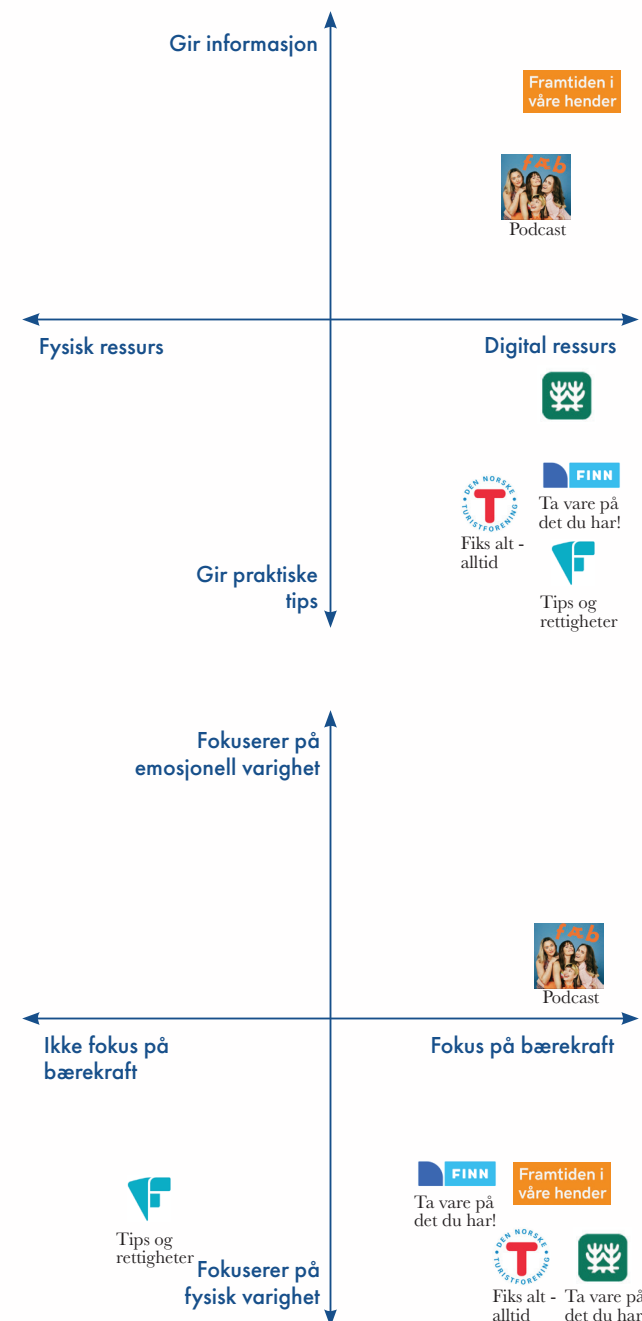 Gir informasjon
Framtiden i
våre hender
fæb
Podcast
Fysisk ressurs
Digital ressurs
FINN
DEN NORSKE TURISTFORENING
T
Ta vare på
det du har!
Fiks alt -
alltid
Gir praktiske
tips
Tips og
rettigheter
Fokuserer på
emosjonell varighet
fæb
Podcast
Ikke fokus på
bærekraft
Fokus på bærekraft
FINN
Framtiden i
våre hender
Ta vare på
det du har!
Tips og
rettigheter
DEN NORSKE TURISTFORENING
T
Fokuserer på
fysisk varighet
Fiks alt -
alltid
Ta vare på
det du har